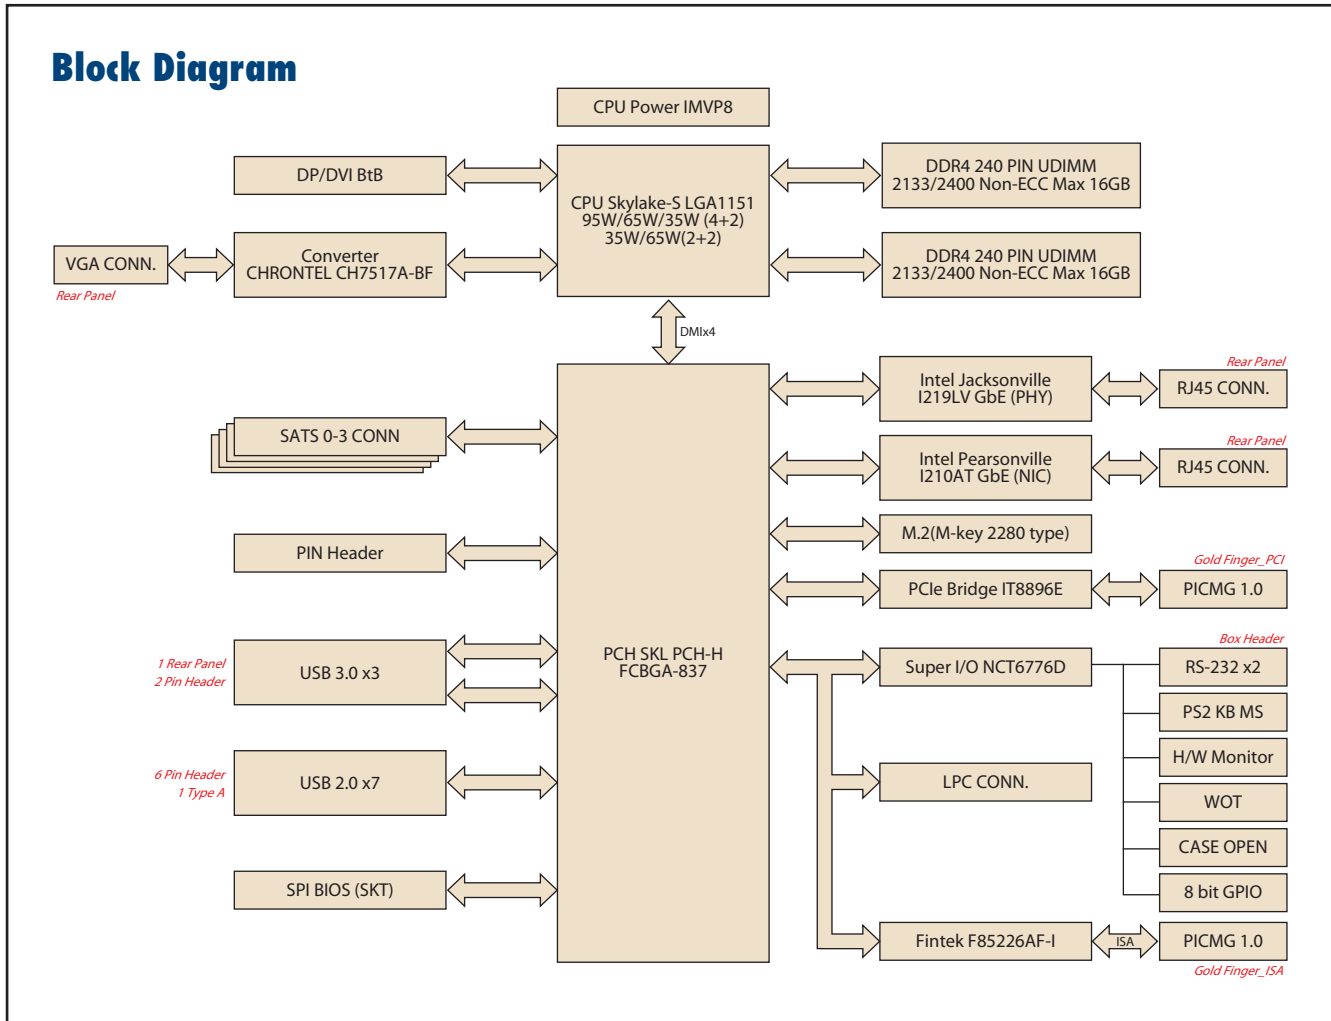 Block Diagram
CPU Power IMVP8
DP/DVI BtB
CPU Skylake-S LGA1151
95W/65W/35W (4+2)
35W/65W(2+2)
DDR4 240 PIN UDIMM
2133/2400 Non-ECC Max 16GB
VGA CONN.
Rear Panel
Converter
CHRONTEL CH7517A-BF
DDR4 240 PIN UDIMM
2133/2400 Non-ECC Max 16GB
DMIx4
Intel Jacksonville
I219LV GbE (PHY)
Rear Panel
RJ45 CONN.
SATS 0-3 CONN
Intel Pearsonville
I210AT GbE (NIC)
Rear Panel
RJ45 CONN.
M.2(M-key 2280 type)
PIN Header
PCIe Bridge IT8896E
Gold Finger_PCI
PICMG 1.0
1 Rear Panel
2 Pin Header
USB 3.0 x3
PCH SKL PCH-H
FCBGA-837
Super I/O NCT6776D
Box Header
RS-232 x2
PS2 KB MS
H/W Monitor
WOT
CASE OPEN
8 bit GPIO
6 Pin Header
1 Type A
USB 2.0 x7
LPC CONN.
SPI BIOS (SKT)
Fintek F85226AF-I
ISA
PICMG 1.0
Gold Finger_ISA